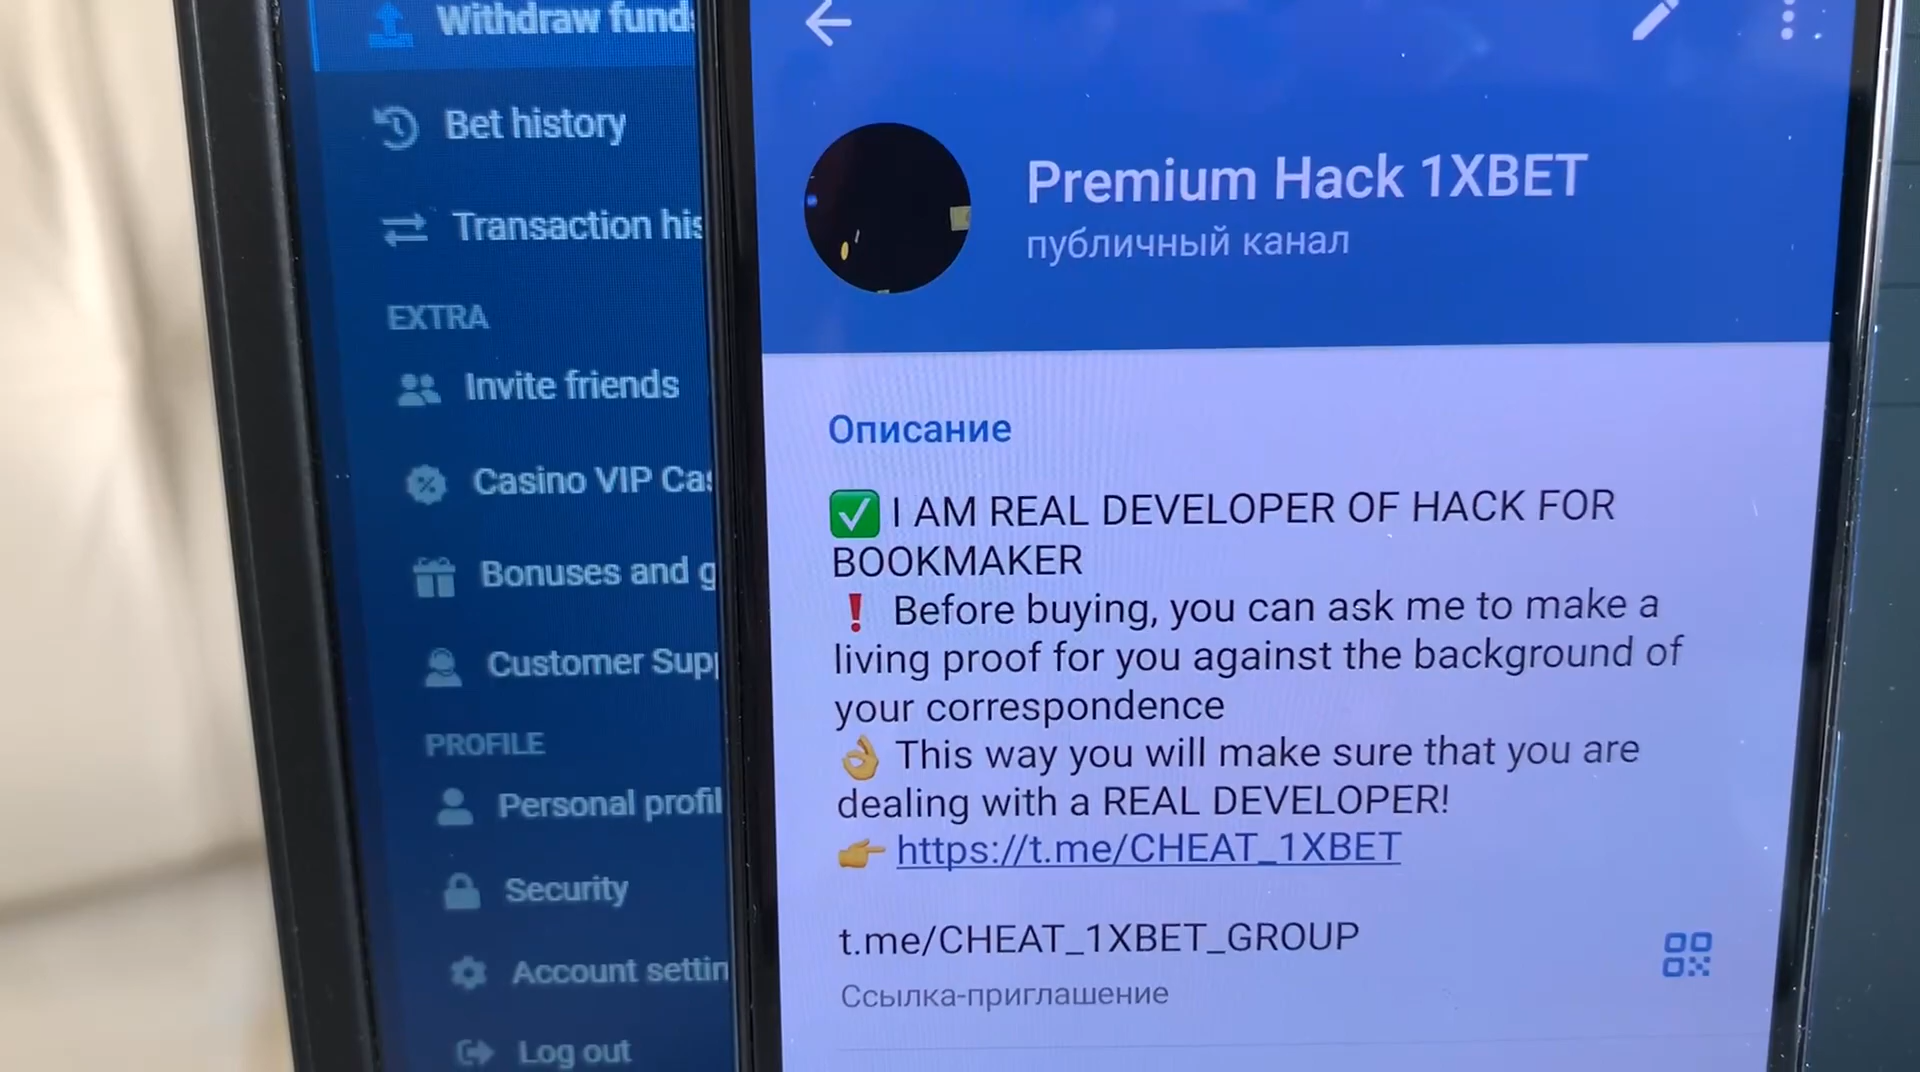 Withdraw fund
Bet history
Transaction his
EXTRA
Invite friends
Casino VIP Cas
Bonuses and g
Customer Supp
PROFILE
Personal profil
Security
Account settin
Log out
Premium Hack 1XBET
публичный канал
Описание
✅ I AM REAL DEVELOPER OF HACK FOR
BOOKMAKER
❗ Before buying, you can ask me to make a
living proof for you against the background of
your correspondence
👌 This way you will make sure that you are
dealing with a REAL DEVELOPER!
👉 https://t.me/CHEAT_1XBET
t.me/CHEAT_1XBET_GROUP
Ссылка-приглашение